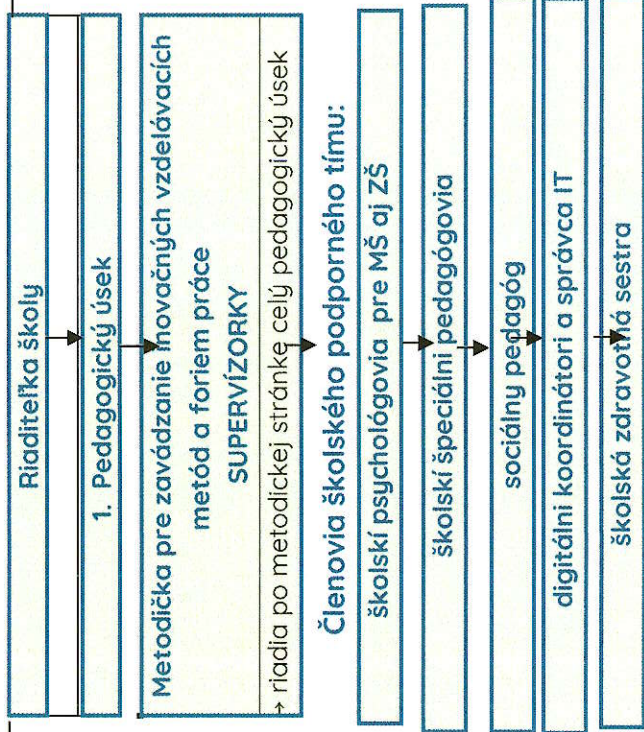 Riaditeľka školy
1. Pedagogický úsek
Metodička pre zavádzanie inovačných vzdelávacích
metód a foriem práce
SUPERVÍZORKY
→ riadia po metodickej stránke celý pedagogický úsek
Členovia školského podporného tímu:
školskí psychológovia pre MŠ aj ZŠ
školskí špeciálni pedagógovia
sociálny pedagóg
digitálni koordinátori a správca IT
školská zdravotná sestra